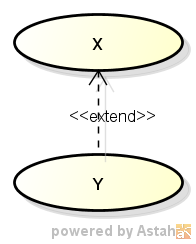 X
<<extend>>
Y
powered by Astah